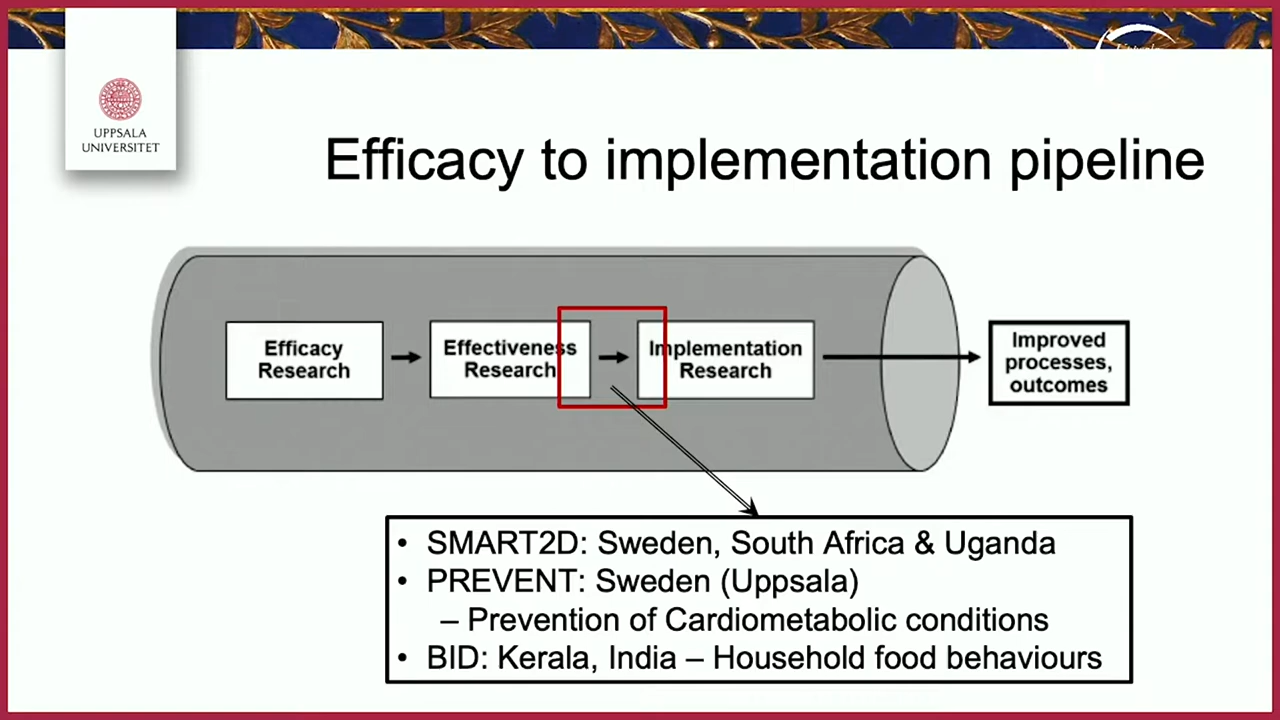 UPPSALA
UNIVERSITET
Efficacy to implementation pipeline
Efficacy
Research
Effectiveness
Research
Implementation
Research
Improved
processes,
outcomes
• SMART2D: Sweden, South Africa & Uganda
• PREVENT: Sweden (Uppsala)
– Prevention of Cardiometabolic conditions
• BID: Kerala, India – Household food behaviours